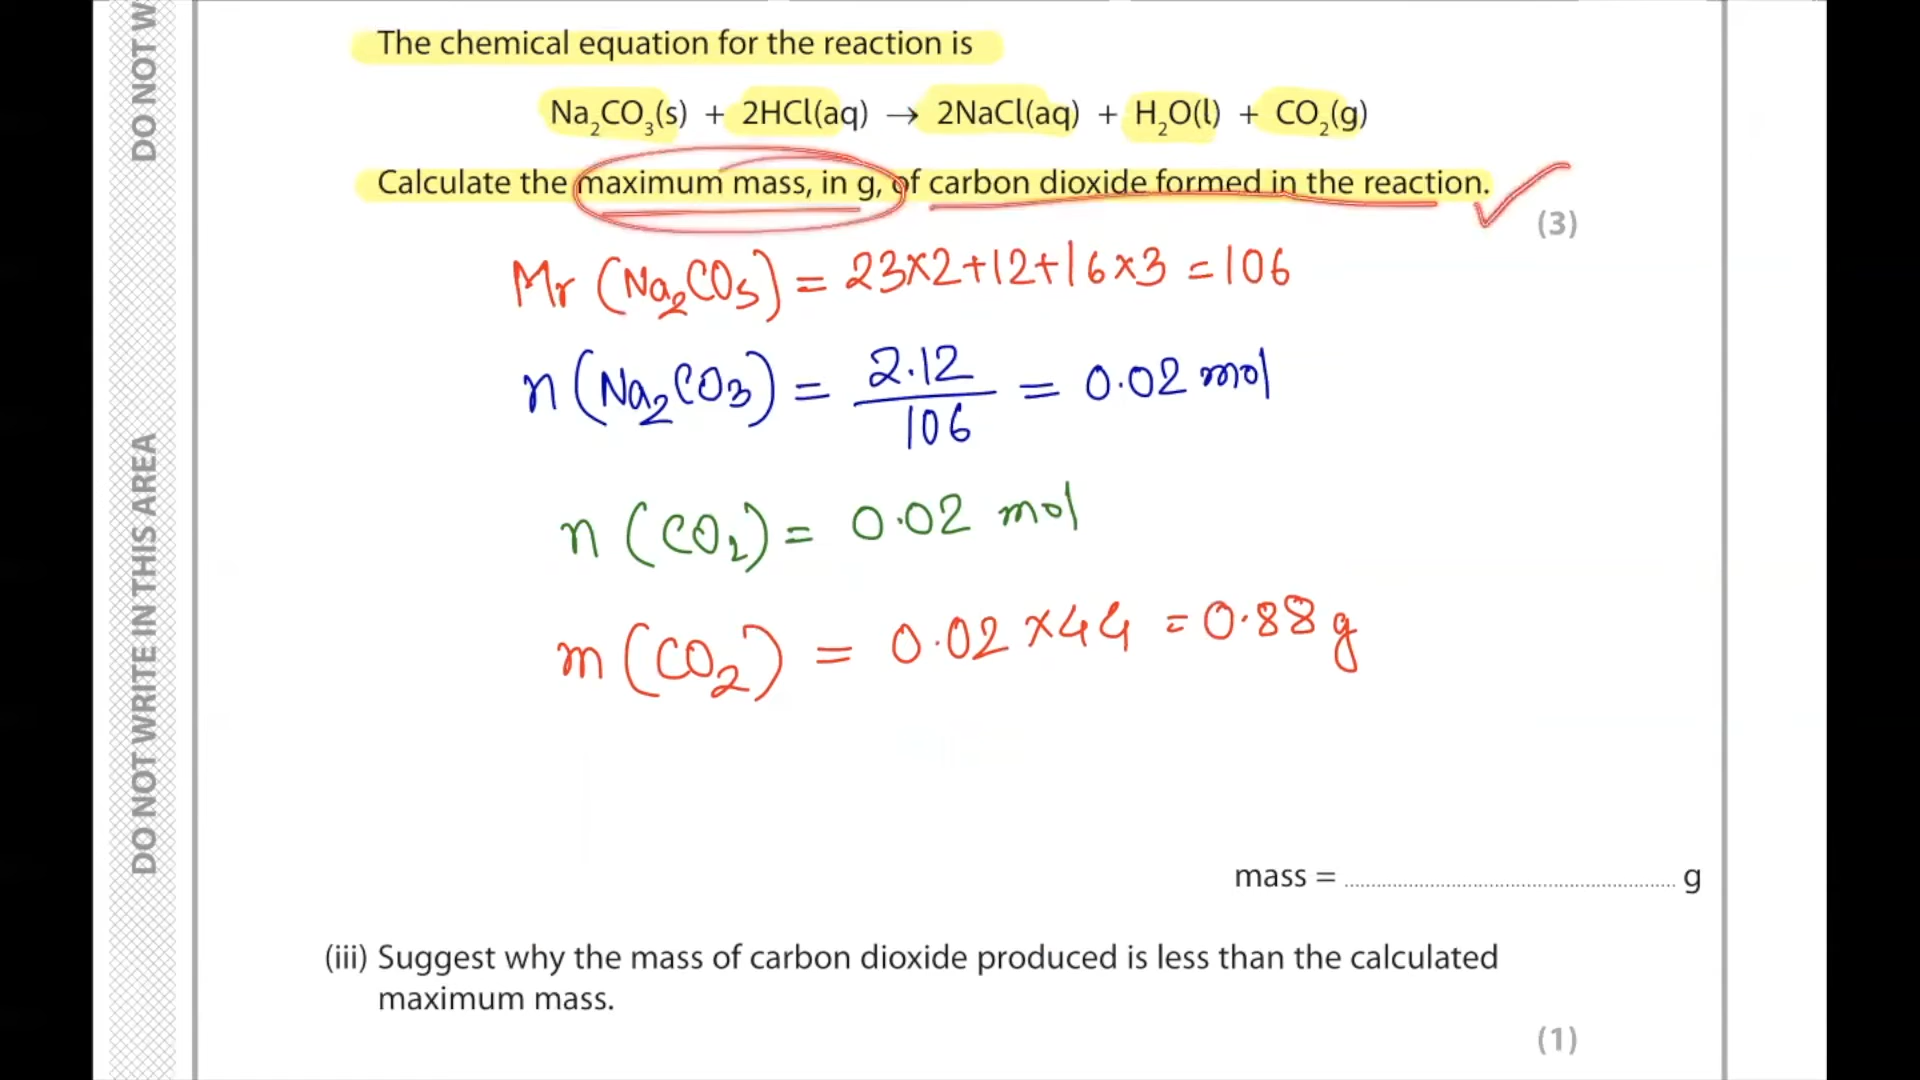 DO NOT W
DO NOT WRITE IN THIS AREA
The chemical equation for the reaction is
Na₂CO₃(s) + 2HCl(aq) → 2NaCl(aq) + H₂O(l) + CO₂(g)
Calculate the maximum mass, in g, of carbon dioxide formed in the reaction.
(3)
Mr (Na₂CO₃) = 23×2+12+16×3 = 106
n (Na₂CO₃) = 2.12/106 = 0.02 mol
n (CO₂) = 0.02 mol
m (CO₂) = 0.02 ×44 = 0.88 g
mass = ........................................ g
(iii) Suggest why the mass of carbon dioxide produced is less than the calculated
maximum mass.
(1)